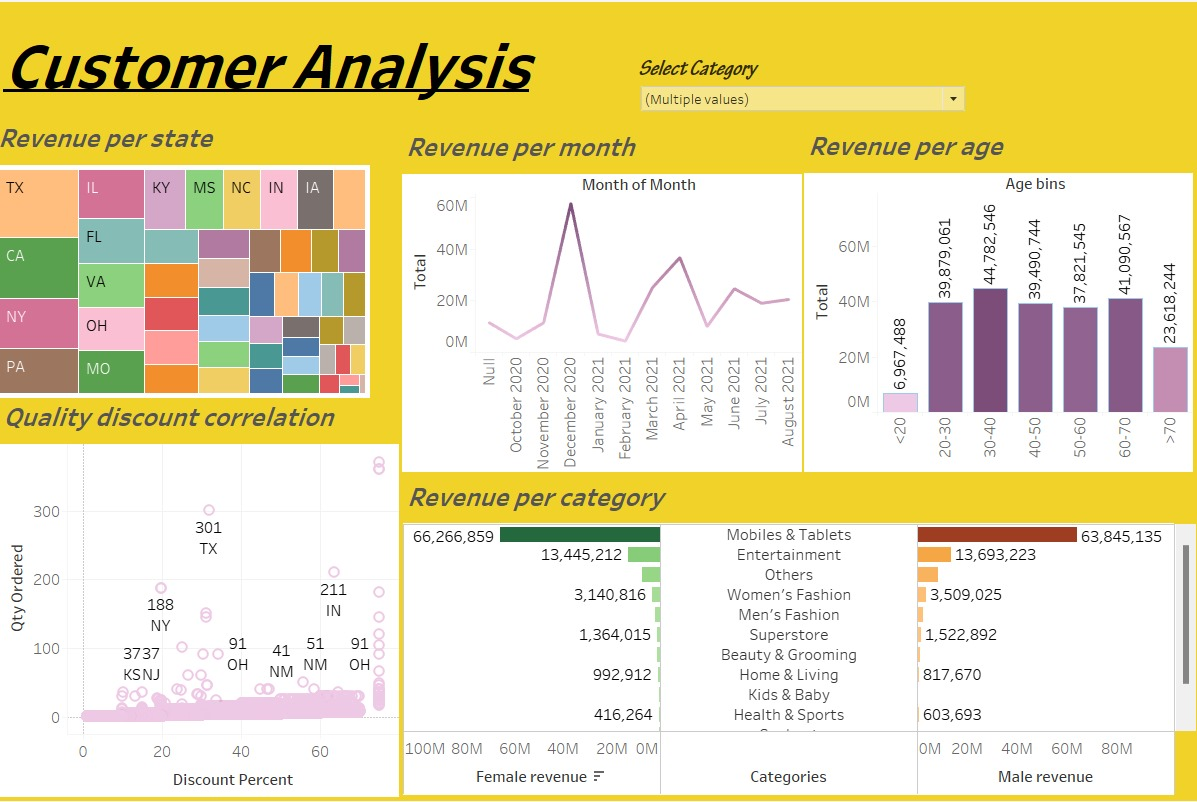 Customer Analysis
Select Category
(Multiple values)
Revenue per state
TX
IL
KY
MS
NC
IN
IA
CA
FL
VA
NY
OH
PA
MO
Revenue per month
Month of Month
Total
60M
40M
20M
0M
Null
October 2020
November 2020
December 2020
January 2021
February 2021
March 2021
April 2021
May 2021
June 2021
July 2021
August 2021
Revenue per age
Age bins
Total
60M
40M
20M
0M
6,967,488
39,879,061
44,782,546
39,490,744
37,821,545
41,090,567
23,618,244
<20
20-30
30-40
40-50
50-60
60-70
>70
Quality discount correlation
Qty Ordered
300
200
100
0
301
TX
211
IN
188
NY
3737
KSNJ
91
OH
41
NM
51
NM
91
OH
0
20
40
60
Discount Percent
Revenue per category
66,266,859 Mobiles & Tablets 63,845,135
13,445,212 Entertainment 13,693,223
Others
3,140,816 Women's Fashion 3,509,025
Men's Fashion
1,364,015 Superstore 1,522,892
Beauty & Grooming
992,912 Home & Living 817,670
Kids & Baby
416,264 Health & Sports 603,693
100M 80M 60M 40M 20M 0M 0M 20M 40M 60M 80M
Female revenue Categories Male revenue